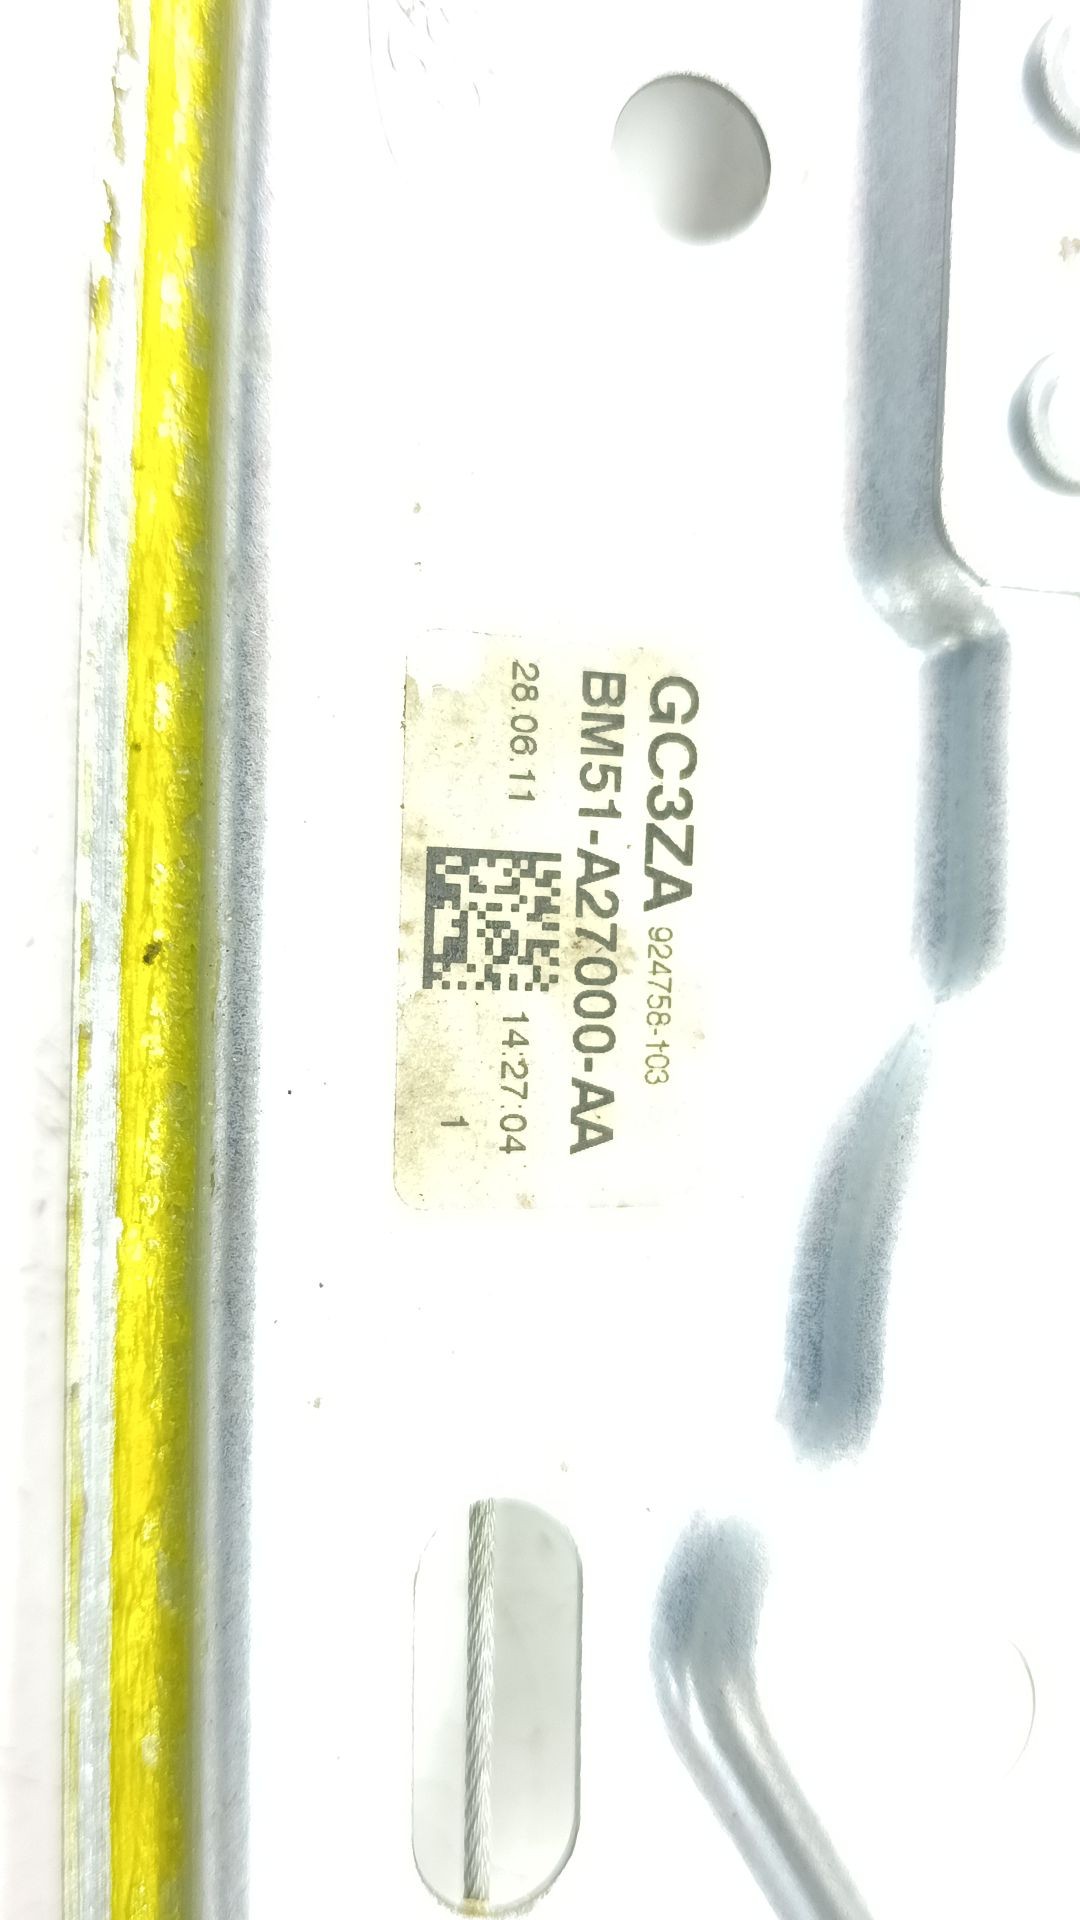 GC3ZA 924758-103
BM51-A27000-AA
28.06.11 14:27:04
1